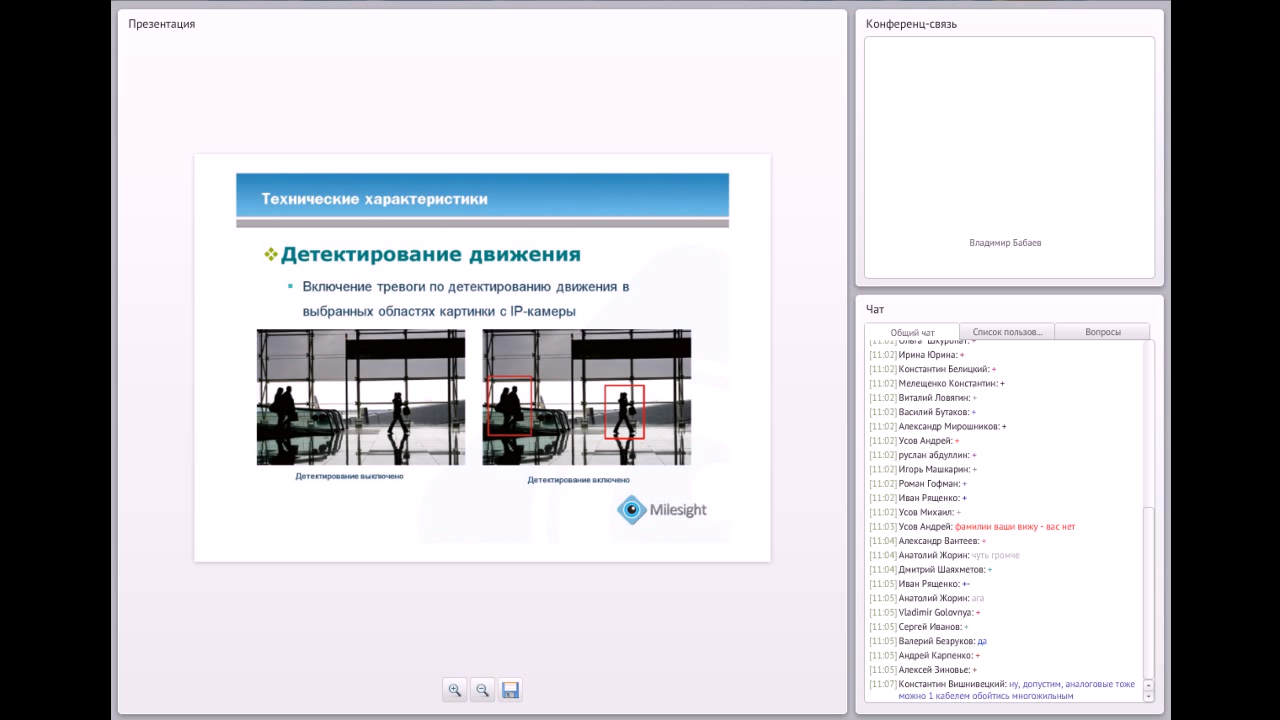 Презентация
Технические характеристики
Детектирование движения
Включение тревоги по детектированию движения в
выбранных областях картинки с IP-камеры
Детектирование выключено
Детектирование включено
Milesight
Конференц-связь
Владимир Бабаев
Чат
Общий чат
Список пользов...
Вопросы
[11:02] Ирина Юрина: +
[11:02] Константин Белицкий: +
[11:02] Мелещенко Константин: +
[11:02] Виталий Ловягин: +
[11:02] Василий Бутаков: +
[11:02] Александр Мирошников: +
[11:02] Усов Андрей: +
[11:02] руслан абдуллин: +
[11:02] Игорь Машкарин: +
[11:02] Роман Гофман: +
[11:02] Иван Рященко: +
[11:02] Усов Михаил: +
[11:03] Усов Андрей: фамилии ваши вижу - вас нет
[11:04] Александр Вантеев: +
[11:04] Анатолий Жорин: чуть громче
[11:04] Дмитрий Шаяхметов: +
[11:05] Иван Рященко: +-
[11:05] Анатолий Жорин: ага
[11:05] Vladimir Golovnya: +
[11:05] Сергей Иванов: +
[11:05] Валерий Безруков: да
[11:05] Андрей Карпенко: +
[11:05] Алексей Зиновье: +
[11:07] Константин Вишнивецкий: ну, допустим, аналоговые тоже
можно 1 кабелем обойтись многожильным